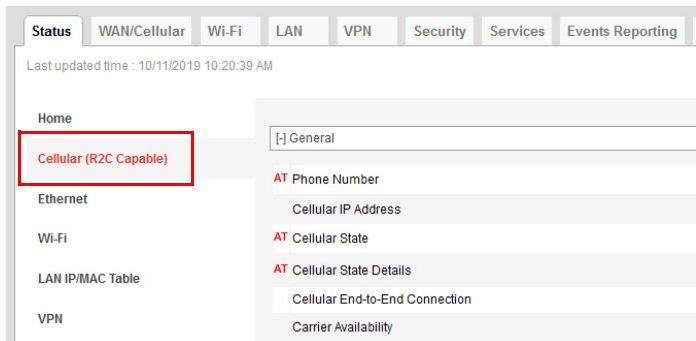 Status WAN/Cellular Wi-Fi LAN VPN Security Services Events Reporting
Last updated time : 10/11/2019 10:20:39 AM
Home
[-] General
Cellular (R2C Capable)
AT Phone Number
Ethernet
Cellular IP Address
Wi-Fi
AT Cellular State
LAN IP/MAC Table
AT Cellular State Details
Cellular End-to-End Connection
VPN
Carrier Availability